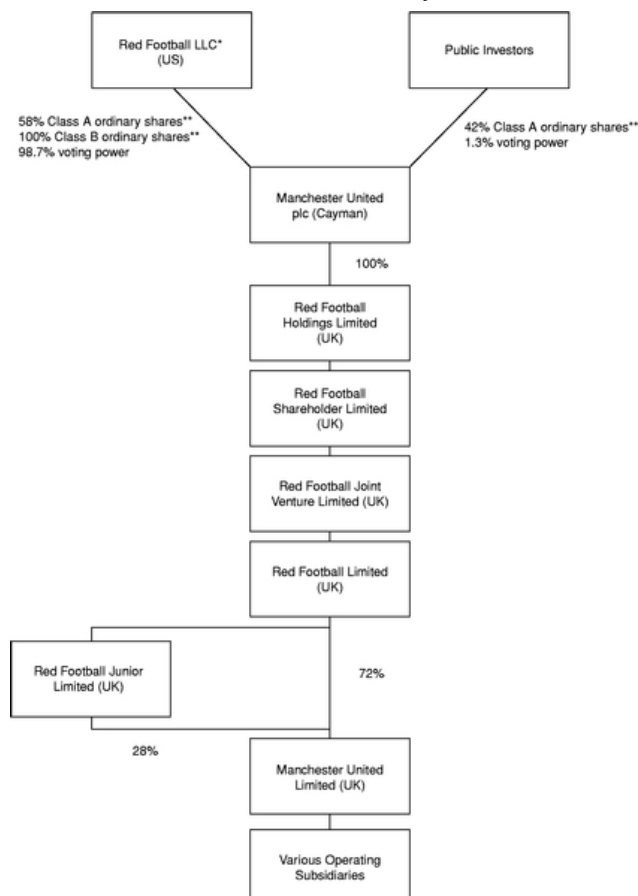 Red Football LLC*
(US)
Public Investors
58% Class A ordinary shares**
100% Class B ordinary shares**
98.7% voting power
42% Class A ordinary shares**
1.3% voting power
Manchester United
plc (Cayman)
100%
Red Football
Holdings Limited
(UK)
Red Football
Shareholder Limited
(UK)
Red Football Joint
Venture Limited (UK)
Red Football Limited
(UK)
Red Football Junior
Limited (UK)
72%
28%
Manchester United
Limited (UK)
Various Operating
Subsidiaries